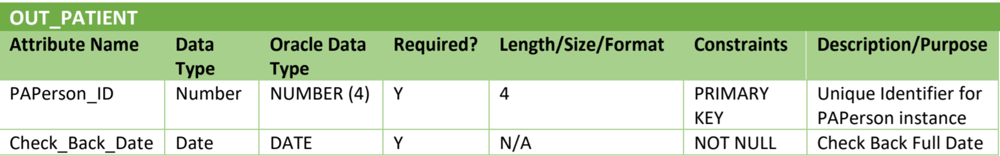 OUT_PATIENT
Attribute Name Data Type Oracle Data Type Required? Length/Size/Format Constraints Description/Purpose
PAPerson_ID Number NUMBER (4) Y 4 PRIMARY KEY Unique Identifier for PAPerson instance
Check_Back_Date Date DATE Y N/A NOT NULL Check Back Full Date